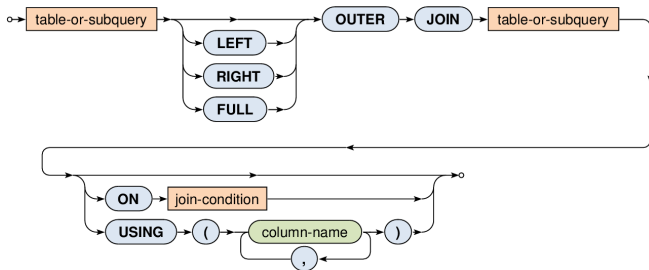 table-or-subquery OUTER JOIN table-or-subquery
LEFT
RIGHT
FULL
ON join-condition
USING ( column-name )
,